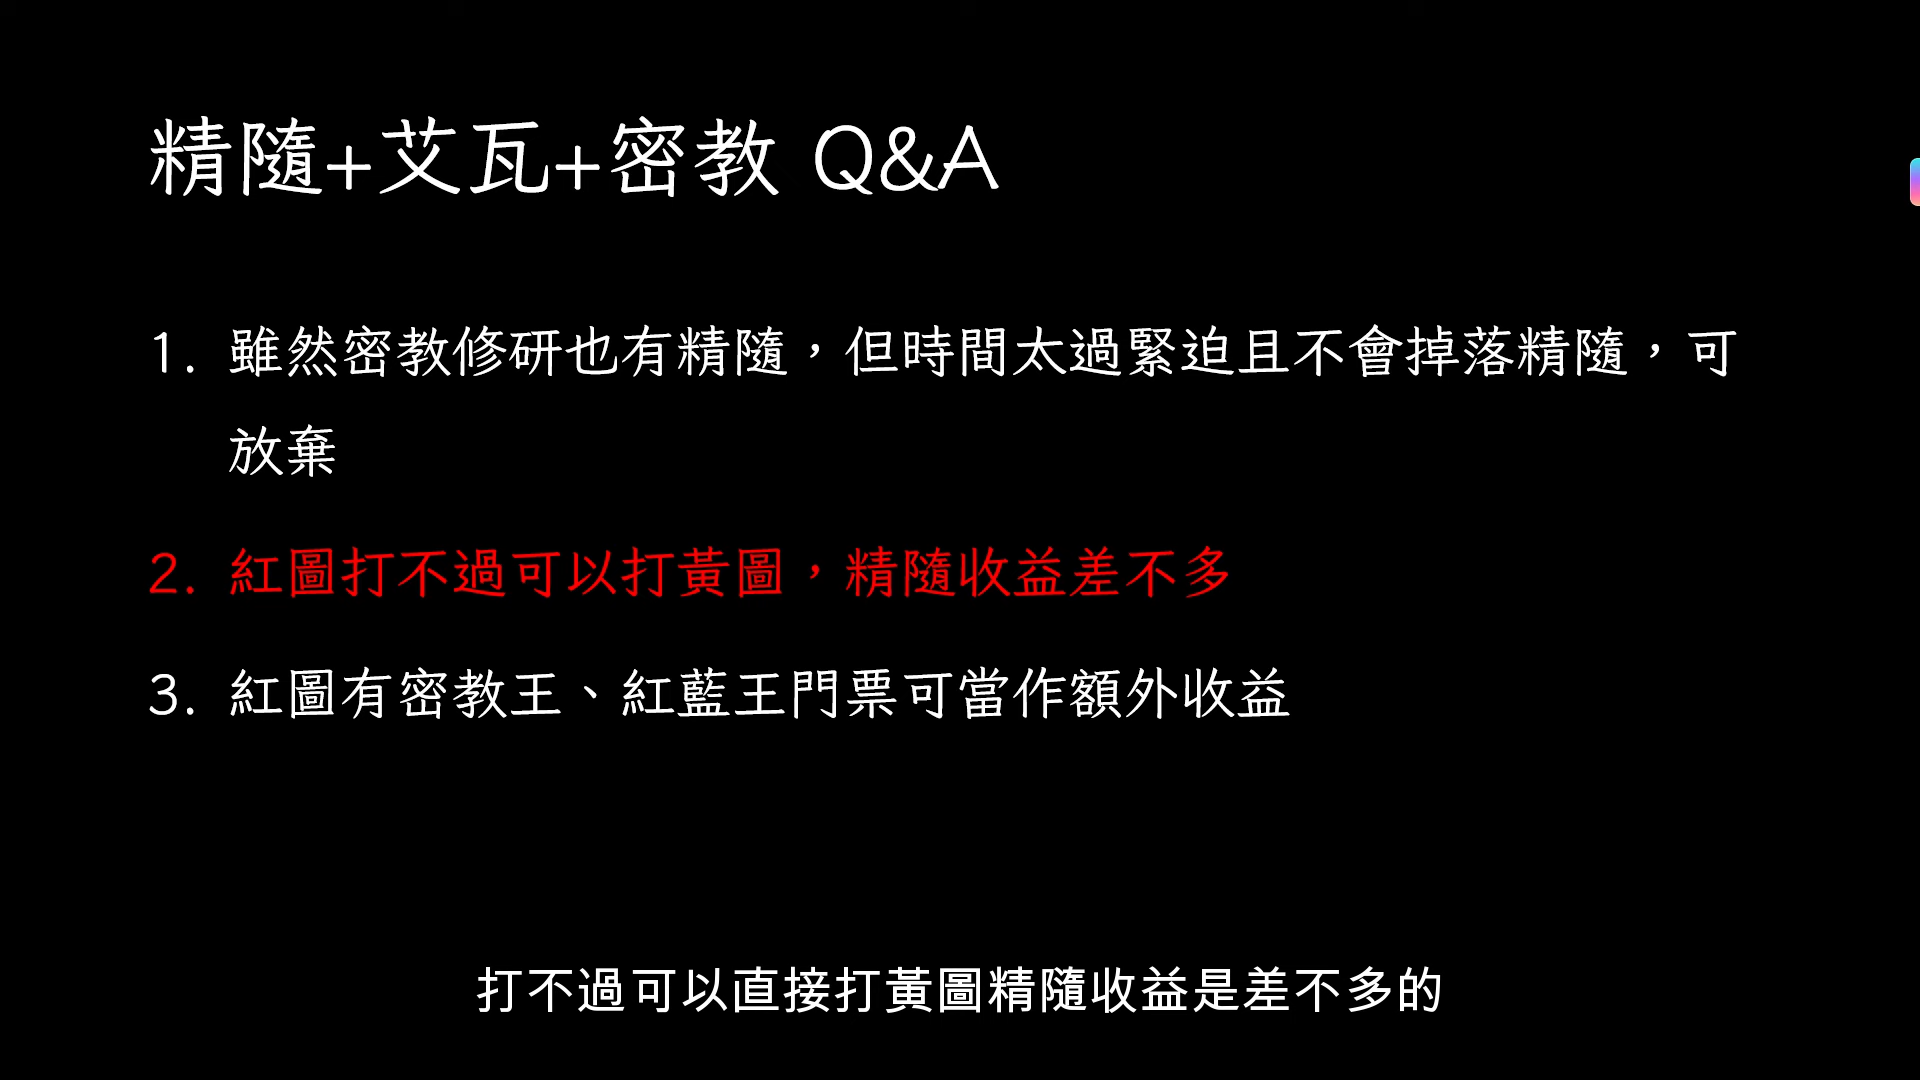 精隨+艾瓦+密教 Q&A
1. 雖然密教修研也有精隨，但時間太過緊迫且不會掉落精隨，可
放棄
2. 紅圖打不過可以打黃圖，精隨收益差不多
3. 紅圖有密教王、紅藍王門票可當作額外收益
打不過可以直接打黃圖精隨收益是差不多的